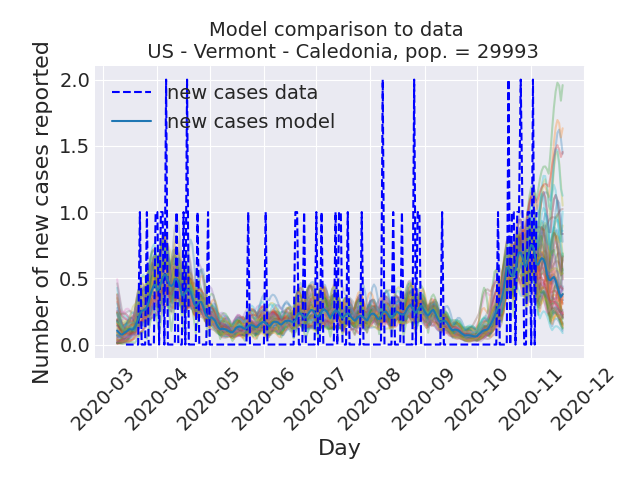 Model comparison to data
US - Vermont - Caledonia, pop. = 29993
Number of new cases reported
2.0
1.5
1.0
0.5
0.0
new cases data
new cases model
2020-03
2020-04
2020-05
2020-06
2020-07
2020-08
2020-09
2020-10
2020-11
2020-12
Day